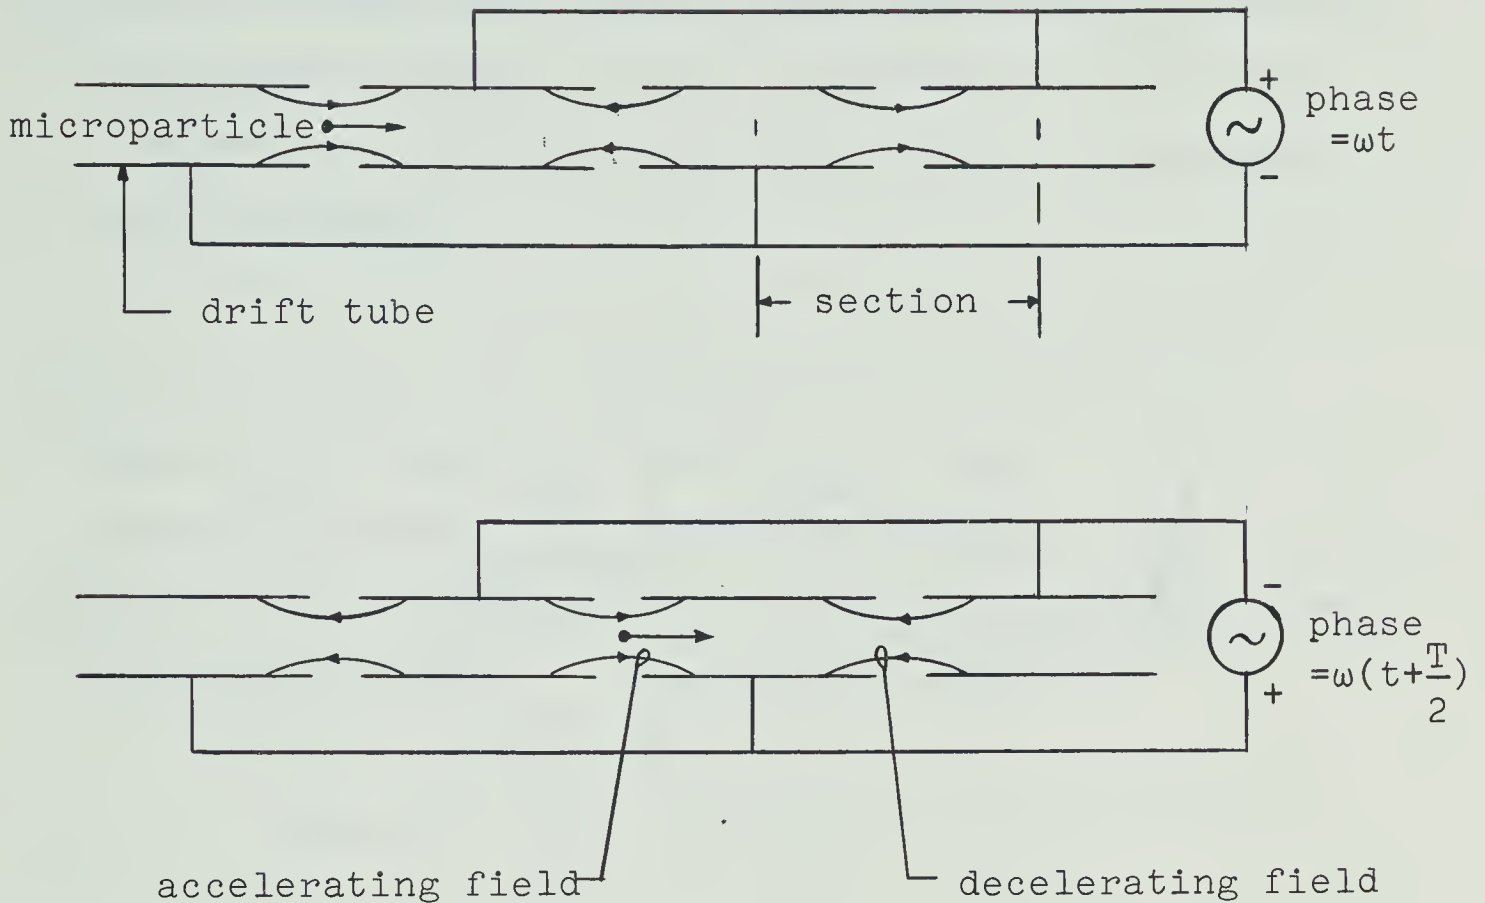 +
phase
=ωt
-
microparticle
drift tube
section
-
phase
=ω(t+T/2)
+
accelerating field
decelerating field